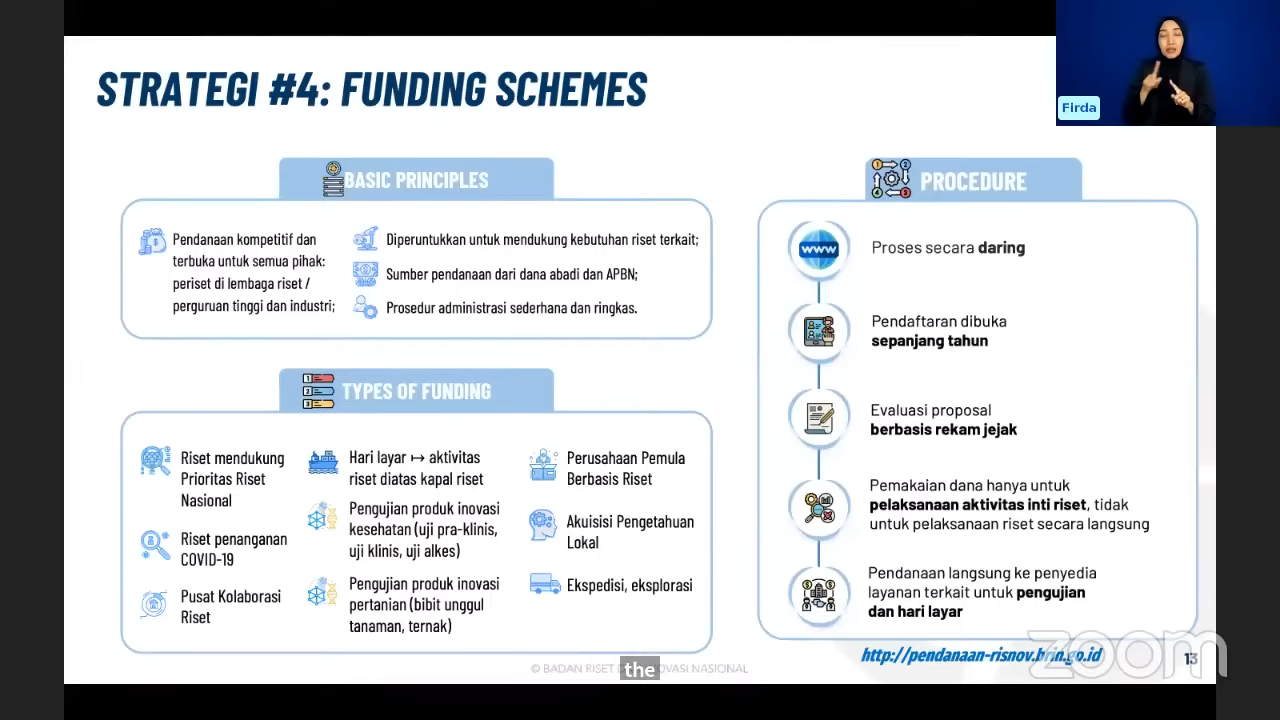 STRATEGI #4: FUNDING SCHEMES
Firda
BASIC PRINCIPLES
Pendanaan kompetitif dan
terbuka untuk semua pihak:
periset di lembaga riset /
perguruan tinggi dan industri;
Diperuntukkan untuk mendukung kebutuhan riset terkait;
Sumber pendanaan dari dana abadi dan APBN;
Prosedur administrasi sederhana dan ringkas.
TYPES OF FUNDING
Riset mendukung
Prioritas Riset
Nasional
Riset penanganan
COVID-19
Pusat Kolaborasi
Riset
Hari layar ↦ aktivitas
riset diatas kapal riset
Pengujian produk inovasi
kesehatan (uji pra-klinis,
uji klinis, uji alkes)
Pengujian produk inovasi
pertanian (bibit unggul
tanaman, ternak)
Perusahaan Pemula
Berbasis Riset
Akuisisi Pengetahuan
Lokal
Ekspedisi, eksplorasi
PROCEDURE
www
Proses secara daring
Pendaftaran dibuka
sepanjang tahun
Evaluasi proposal
berbasis rekam jejak
Pemakaian dana hanya untuk
pelaksanaan aktivitas inti riset, tidak
untuk pelaksanaan riset secara langsung
Pendanaan langsung ke penyedia
layanan terkait untuk pengujian
dan hari layar
http://pendanaan-risnov.brin.go.id
zoom
13
© BADAN RISET NASIONAL
the